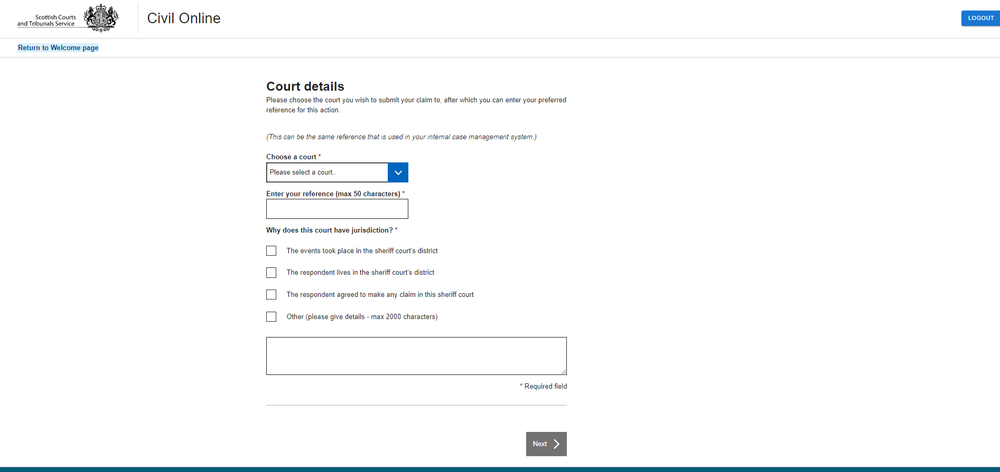 Scottish Courts
and Tribunals Service
Civil Online
LOGOUT
Return to Welcome page
Court details
Please choose the court you wish to submit your claim to, after which you can enter your preferred
reference for this action.
(This can be the same reference that is used in your internal case management system.)
Choose a court *
Please select a court..
Enter your reference (max 50 characters) *
Why does this court have jurisdiction? *
The events took place in the sheriff court's district
The respondent lives in the sheriff court's district
The respondent agreed to make any claim in this sheriff court
Other (please give details - max 2000 characters)
* Required field
Next